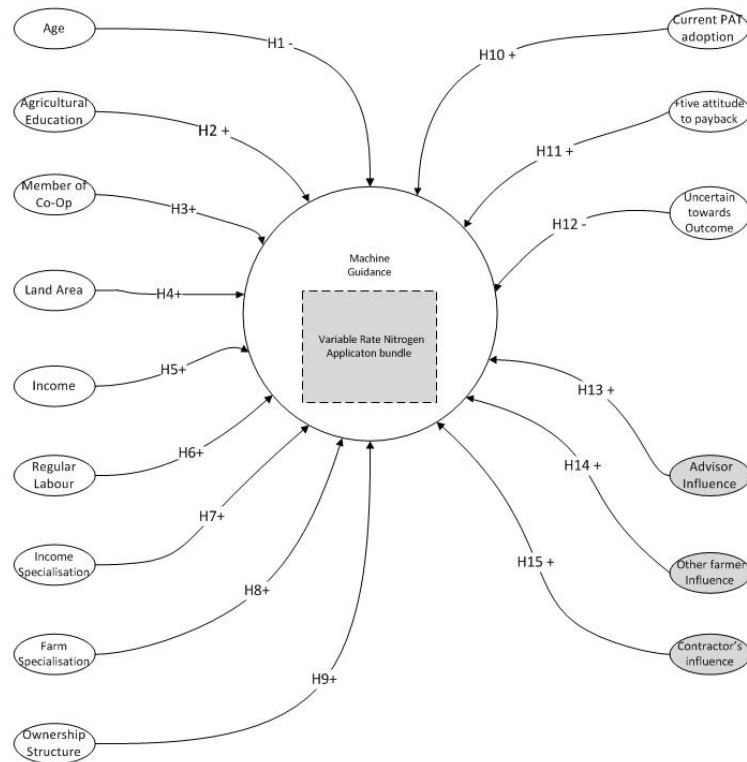 Age
H1 -
Agricultural
Education
H2 +
Member of
Co-Op
H3+
Land Area
H4+
Income
H5+
Regular
Labour
H6+
Income
Specialisation
H7+
Farm
Specialisation
H8+
Ownership
Structure
H9+
Machine
Guidance
Variable Rate Nitrogen
Applicaton bundle
Current PAT
adoption
H10 +
+tive attitude
to payback
H11 +
Uncertain
towards
Outcome
H12 -
H13 +
Advisor
Influence
H14 +
Other farmer
Influence
H15 +
Contractor's
influence